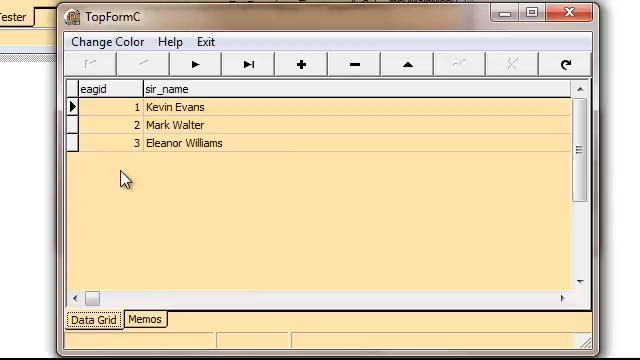 Tester
TopFormC
Change Color Help Exit
eagid sir_name
1 Kevin Evans
2 Mark Walter
3 Eleanor Williams
Data Grid Memos